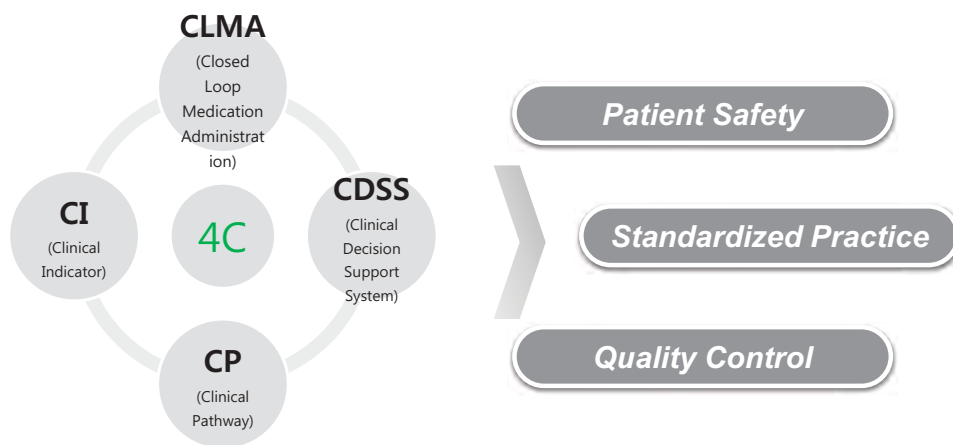 CLMA
(Closed
Loop
Medication
Administrat
ion)
CI
(Clinical
Indicator)
4C
CDSS
(Clinical
Decision
Support
System)
CP
(Clinical
Pathway)
Patient Safety
Standardized Practice
Quality Control